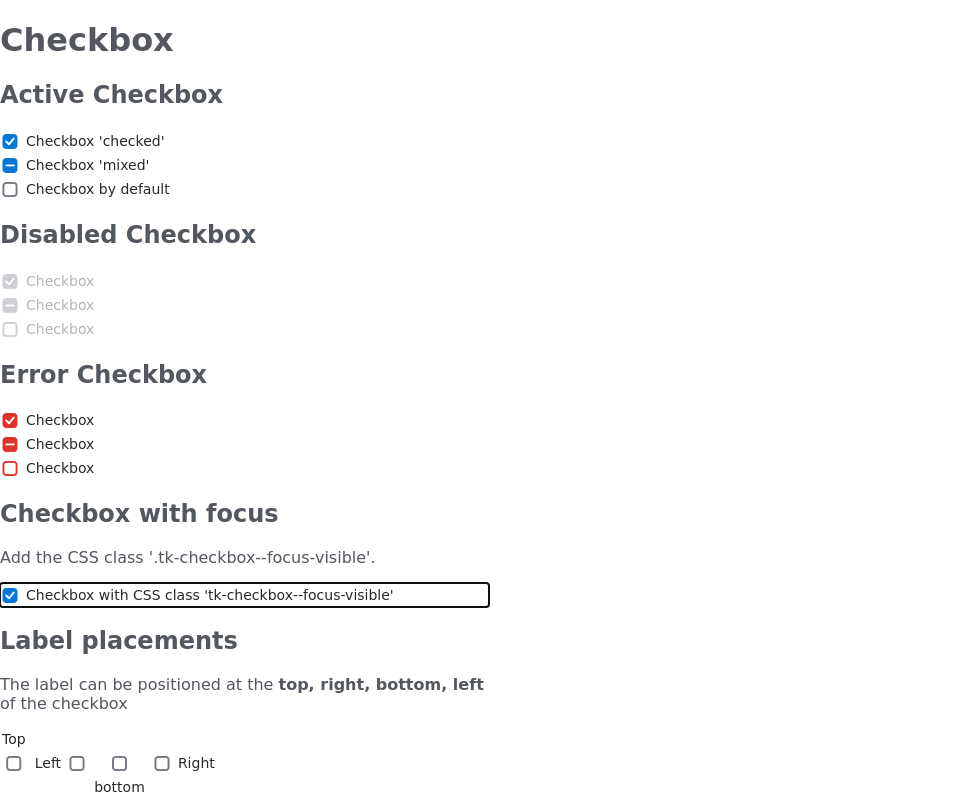 Checkbox
Active Checkbox
Checkbox 'checked'
Checkbox 'mixed'
Checkbox by default
Disabled Checkbox
Checkbox
Checkbox
Checkbox
Error Checkbox
Checkbox
Checkbox
Checkbox
Checkbox with focus
Add the CSS class '.tk-checkbox--focus-visible'.
Checkbox with CSS class 'tk-checkbox--focus-visible'
Label placements
The label can be positioned at the top, right, bottom, left
of the checkbox
Top
Left Right
bottom